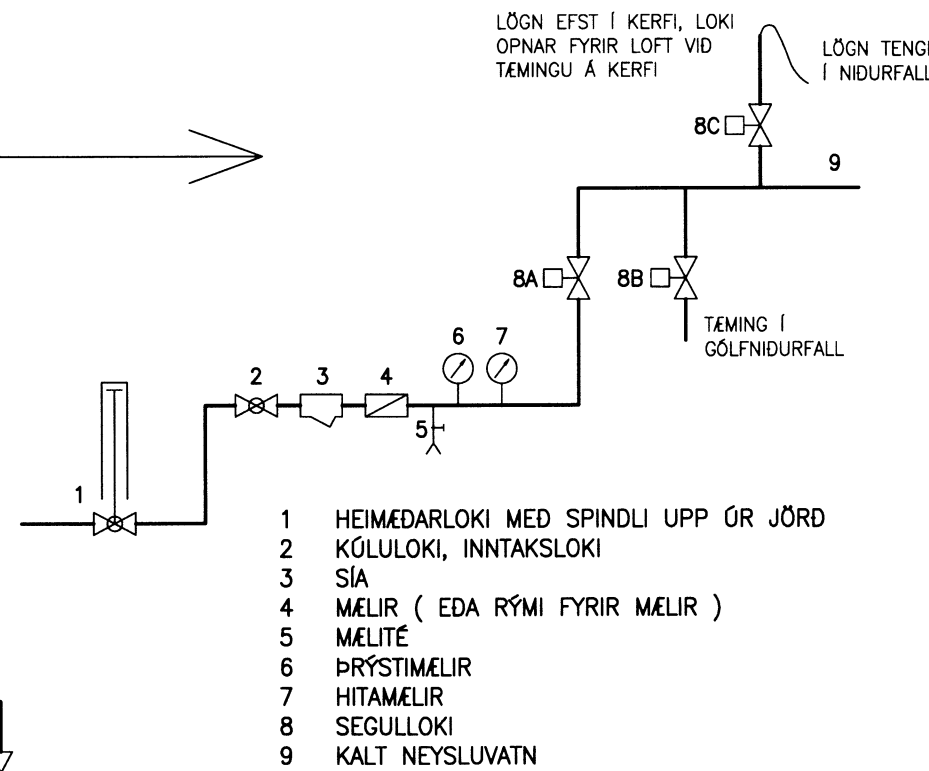 LÖGN EFST Í KERFI, LOKI
OPNAR FYRIR LOFT VIÐ
TÆMINGU Á KERFI
LÖGN TENGI
Í NIÐURFALL
8C
9
8A
8B
TÆMING Í
GÓLFNIÐURFALL
6
7
2
3
4
5
1
1 HEIMÆÐARLOKI MEÐ SPINDLI UPP ÚR JÖRÐ
2 KÚLULOKI, INNTAKSLOKI
3 SÍA
4 MÆLIR ( EÐA RÝMI FYRIR MÆLIR )
5 MÆLITÉ
6 ÞRÝSTIMÆLIR
7 HITAMÆLIR
8 SEGULLOKI
9 KALT NEYSLUVATN